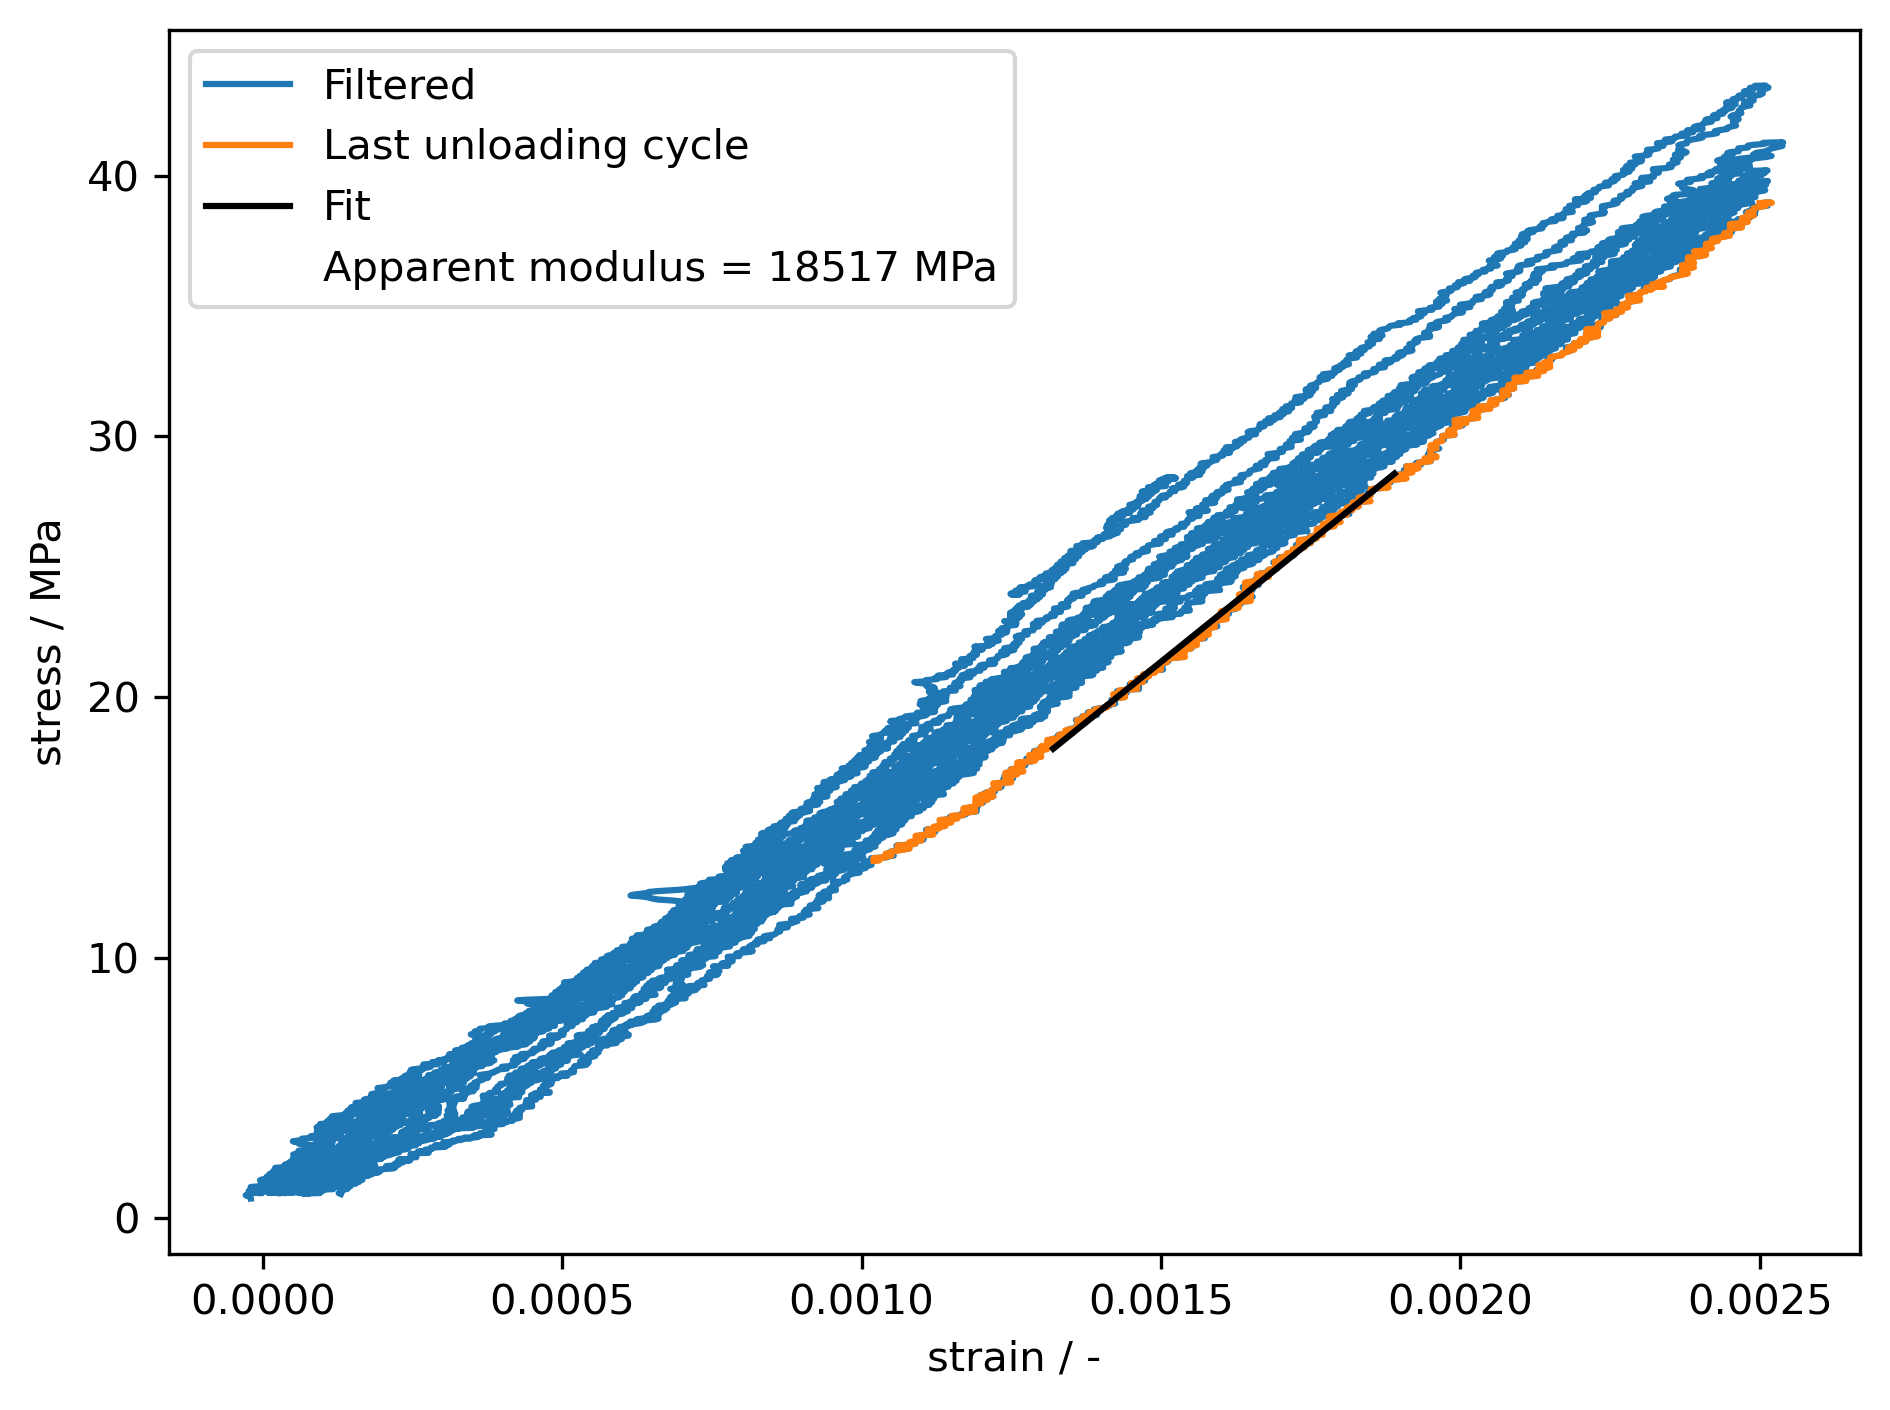 Filtered
Last unloading cycle
Fit
Apparent modulus = 18517 MPa
40
30
20
10
0
stress / MPa
0.0000 0.0005 0.0010 0.0015 0.0020 0.0025
strain / -